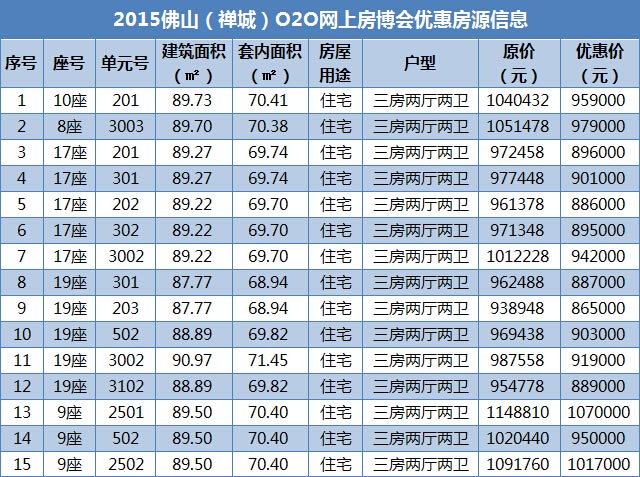 2015佛山（禅城）O2O网上房博会优惠房源信息
序号 座号 单元号 建筑面积（㎡） 套内面积（㎡） 房屋用途 户型 原价（元） 优惠价（元）
1 10座 201 89.73 70.41 住宅 三房两厅两卫 1040432 959000
2 8座 3003 89.70 70.38 住宅 三房两厅两卫 1051478 979000
3 17座 201 89.27 69.74 住宅 三房两厅两卫 972458 896000
4 17座 301 89.27 69.74 住宅 三房两厅两卫 977448 901000
5 17座 202 89.22 69.70 住宅 三房两厅两卫 961378 886000
6 17座 302 89.22 69.70 住宅 三房两厅两卫 971348 895000
7 17座 3002 89.22 69.70 住宅 三房两厅两卫 1012228 942000
8 19座 301 87.77 68.94 住宅 三房两厅两卫 962488 887000
9 19座 203 87.77 68.94 住宅 三房两厅两卫 938948 865000
10 19座 502 88.89 69.82 住宅 三房两厅两卫 969438 903000
11 19座 3002 90.97 71.45 住宅 三房两厅两卫 987558 919000
12 19座 3102 88.89 69.82 住宅 三房两厅两卫 954778 889000
13 9座 2501 89.50 70.40 住宅 三房两厅两卫 1148810 1070000
14 9座 502 89.50 70.40 住宅 三房两厅两卫 1020440 950000
15 9座 2502 89.50 70.40 住宅 三房两厅两卫 1091760 1017000